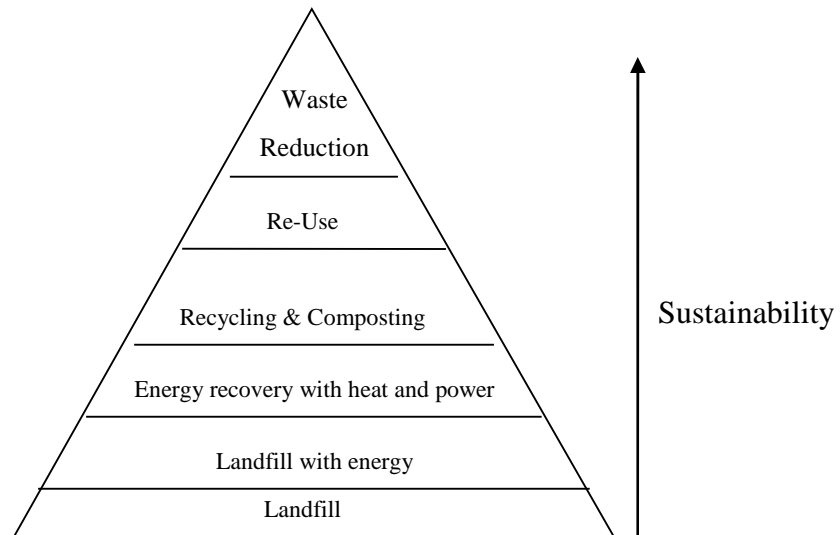 Waste
Reduction
Re-Use
Recycling & Composting
Sustainability
Energy recovery with heat and power
Landfill with energy
Landfill